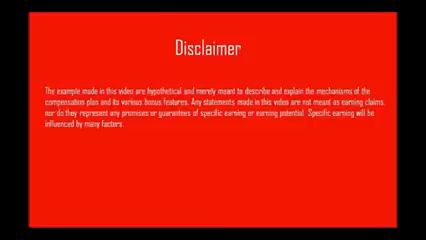 Disclaimer
The example made in this video are hypothetical and merely meant to describe and explain the mechanisms of the
compensation plan and its various bonus features. Any statements made in this video are not meant as earning claims,
nor do they represent any promises or guarantees of specific earning or earning potential. Specific earning will be
influenced by many factors.